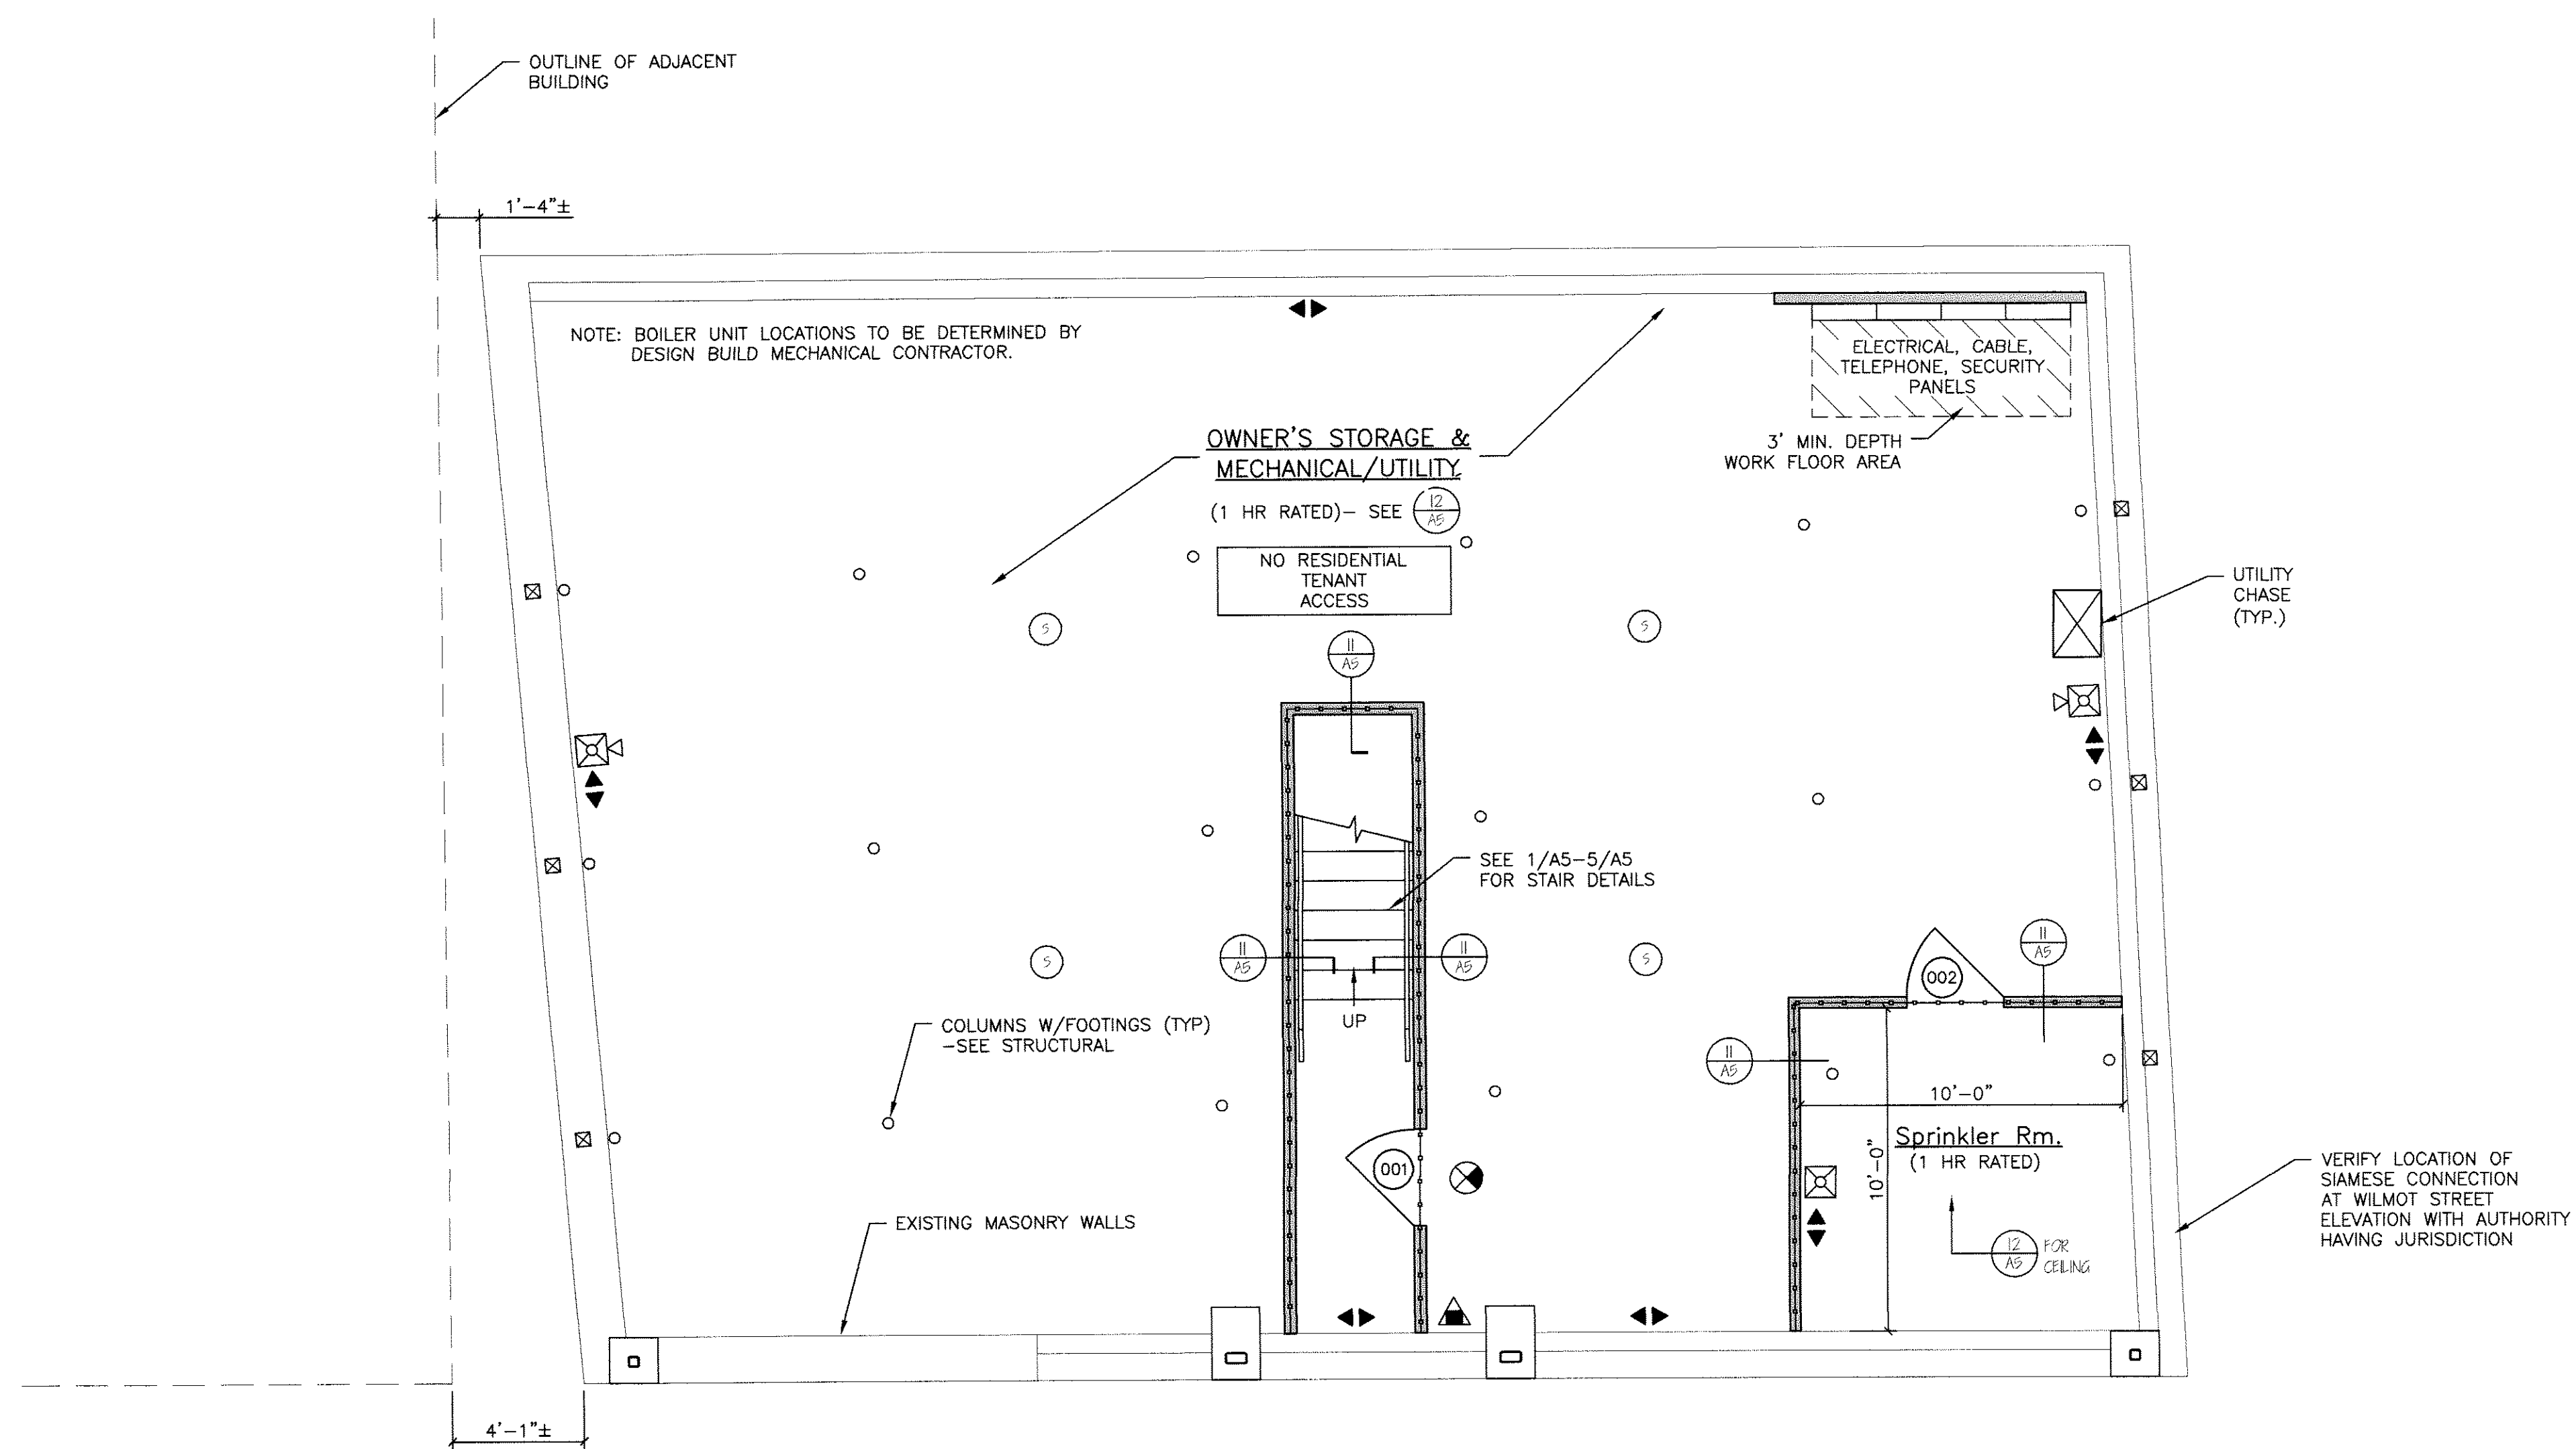 OUTLINE OF ADJACENT
BUILDING
1'-4"±
NOTE: BOILER UNIT LOCATIONS TO BE DETERMINED BY
DESIGN BUILD MECHANICAL CONTRACTOR.
ELECTRICAL, CABLE,
TELEPHONE, SECURITY
PANELS
3' MIN. DEPTH
WORK FLOOR AREA
OWNER'S STORAGE &
MECHANICAL/UTILITY
(1 HR RATED)- SEE
12
A5
NO RESIDENTIAL
TENANT
ACCESS
UTILITY
CHASE
(TYP.)
S
S
11
A5
SEE 1/A5-5/A5
FOR STAIR DETAILS
S
11
A5
11
A5
S
11
A5
002
UP
COLUMNS W/FOOTINGS (TYP)
-SEE STRUCTURAL
11
A5
10'-0"
10'-0"
Sprinkler Rm.
(1 HR RATED)
001
12
A5
FOR
CEILING
EXISTING MASONRY WALLS
VERIFY LOCATION OF
SIAMESE CONNECTION
AT WILMOT STREET
ELEVATION WITH AUTHORITY
HAVING JURISDICTION
4'-1"±